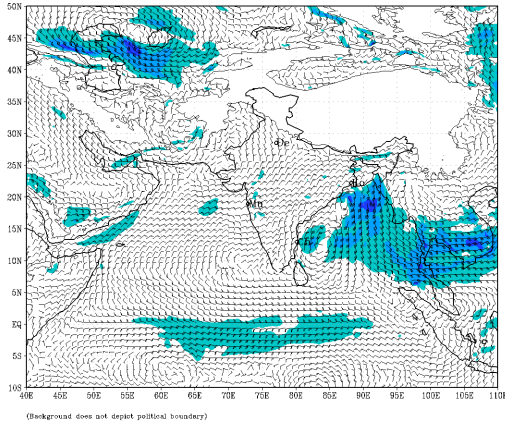 50N
45N
40N
35N
30N
25N
20N
15N
10N
5N
EQ
5S
10S
40E 45E 50E 55E 60E 65E 70E 75E 80E 85E 90E 95E 100E 105E 110E
(Background does not depict political boundary)